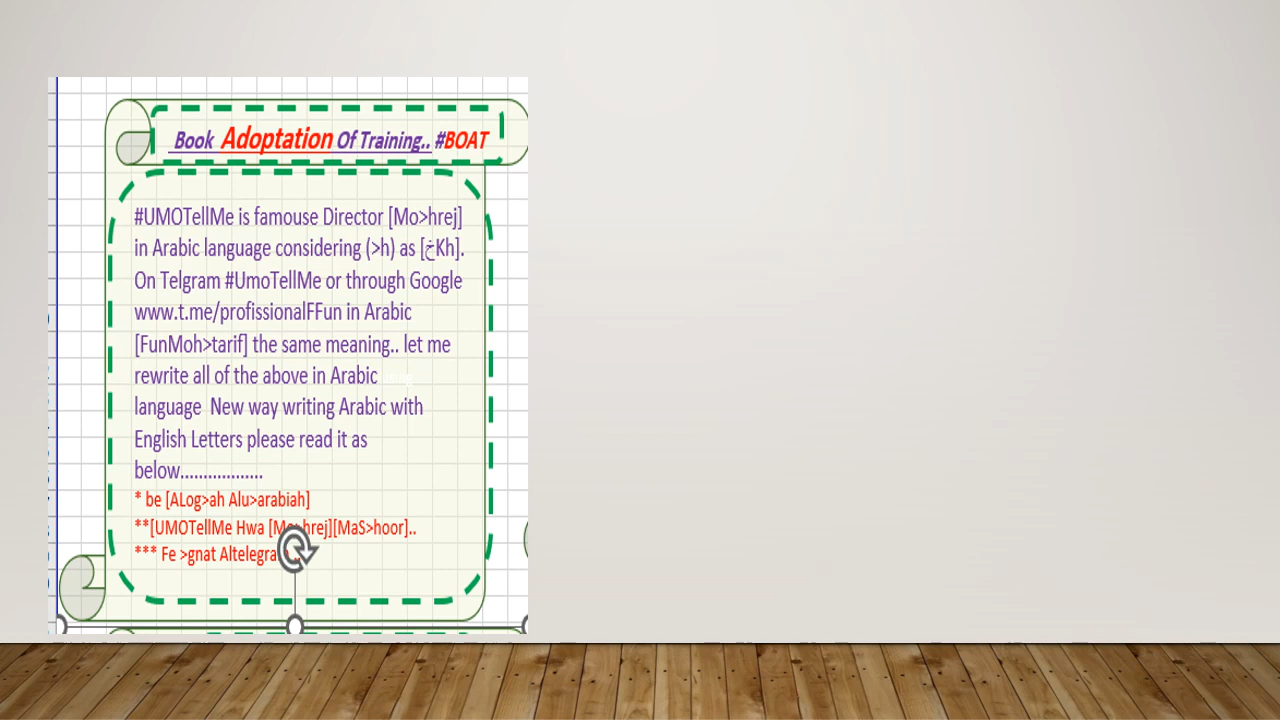 Book Adoptation Of Training.. #BOAT
#UMOTellMe is famouse Director [Mo>hrej]
in Arabic language considering (>h) as [خKh].
On Telgram #UmoTellMe or through Google
www.t.me/profissionalFFun in Arabic
[FunMoh>tarif] the same meaning.. let me
rewrite all of the above in Arabic
language New way writing Arabic with
English Letters please read it as
below..................
* be [ALog>ah Alu>arabiah]
**[UMOTellMe Hwa [Mo>hrej][MaS>hoor]..
*** Fe >gnat